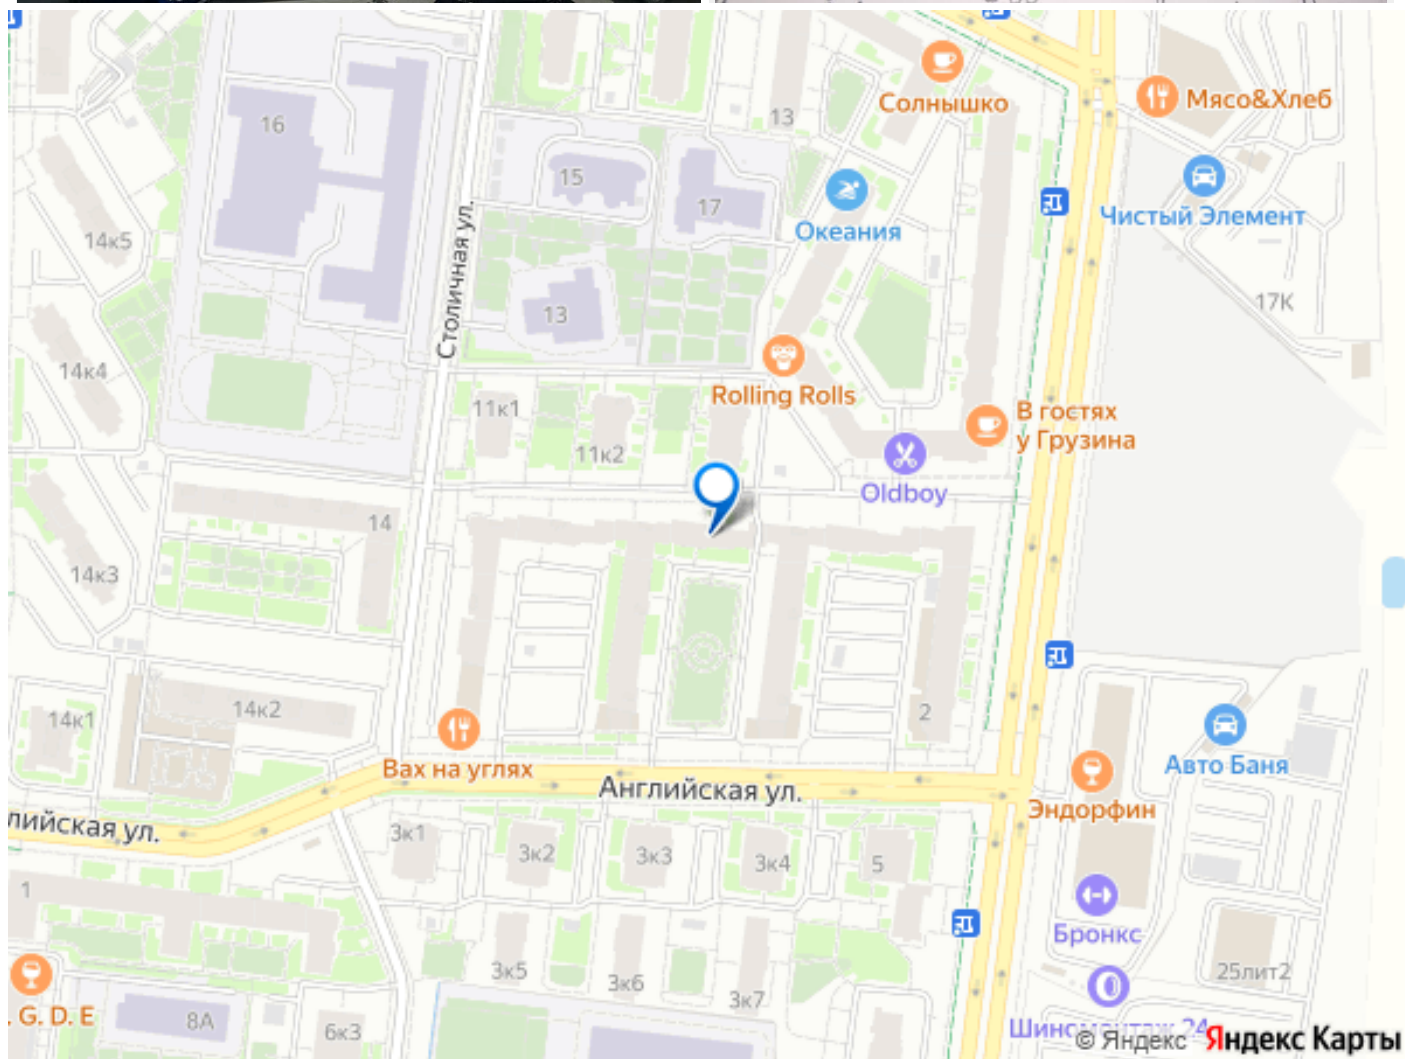 Солнышко
Мясо&Хлеб
13
16
15
17
Океания
Чистый Элемент
14к5
Столичная ул.
17К
13
14к4
Rolling Rolls
11к1
В гостях
у Грузина
11к2
Oldboy
14
14к3
14к2
14к1
2
Вах на углях
Английская ул.
Авто Баня
Эндорфин
лийская ул.
3к1
3к2
3к3
3к4
5
1
Бронкс
3к5
3к6
3к7
25лит2
. G. D. E
8А
6к3
© Яндекс Яндекс Карты